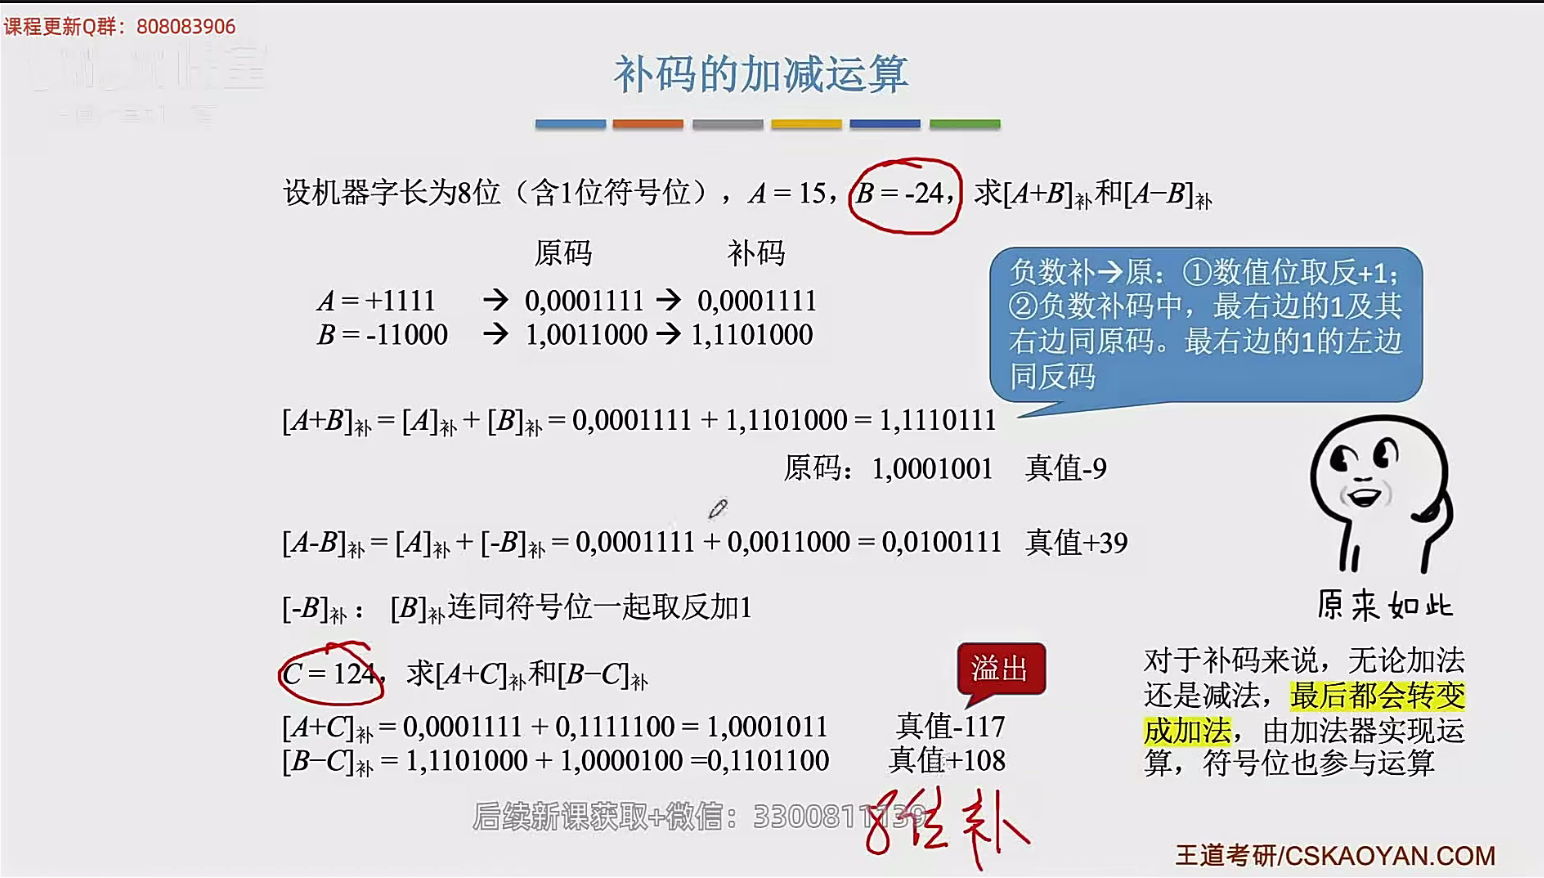 课程更新Q群：808083906
补码的加减运算
设机器字长为8位（含1位符号位），A = 15，B = -24，求[A+B]补和[A−B]补
原码 补码
A = +1111 → 0,0001111 → 0,0001111
B = -11000 → 1,0011000 → 1,1101000
负数补→原：①数值位取反+1；
②负数补码中，最右边的1及其
右边同原码。最右边的1的左边
同反码
[A+B]补 = [A]补 + [B]补 = 0,0001111 + 1,1101000 = 1,1110111
原码：1,0001001 真值-9
[A-B]补 = [A]补 + [-B]补 = 0,0001111 + 0,0011000 = 0,0100111 真值+39
[-B]补： [B]补连同符号位一起取反加1
原来如此
C = 124，求[A+C]补和[B−C]补
溢出
[A+C]补 = 0,0001111 + 0,1111100 = 1,0001011 真值-117
[B−C]补 = 1,1101000 + 1,0000100 =0,1101100 真值+108
对于补码来说，无论加法
还是减法，最后都会转变
成加法，由加法器实现运
算，符号位也参与运算
后续新课获取+微信：3300811139
8位补
王道考研/CSKAOYAN.COM